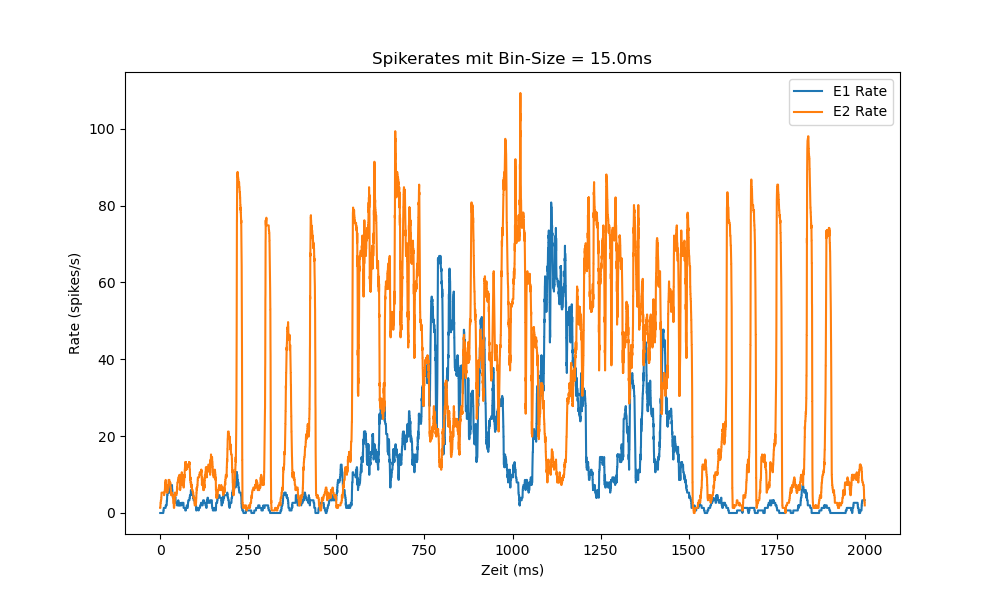 Spikerates mit Bin-Size = 15.0ms
E1 Rate
E2 Rate
Rate (spikes/s)
100
80
60
40
20
0
0 250 500 750 1000 1250 1500 1750 2000
Zeit (ms)